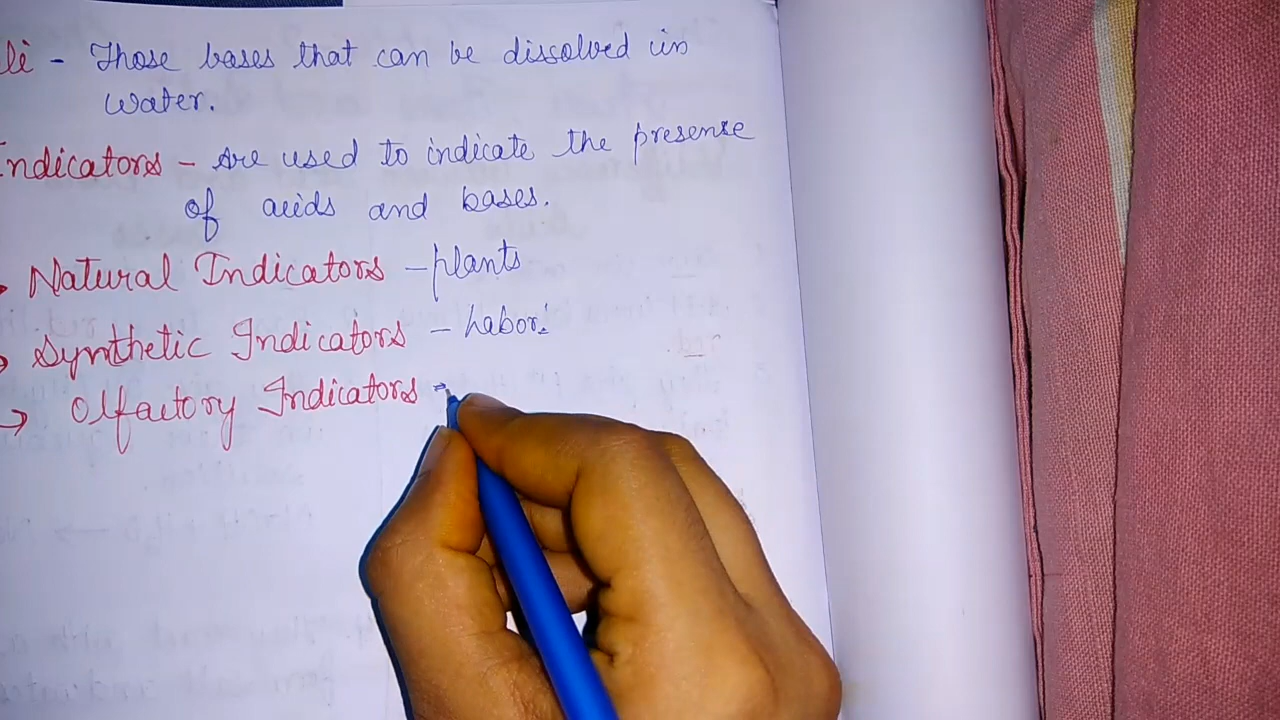 li - Those bases that can be dissolved in
water.
Indicators - Are used to indicate the presense
of acids and bases.
Natural Indicators - plants
Synthetic Indicators - Labor.
→ Olfactory Indicators -